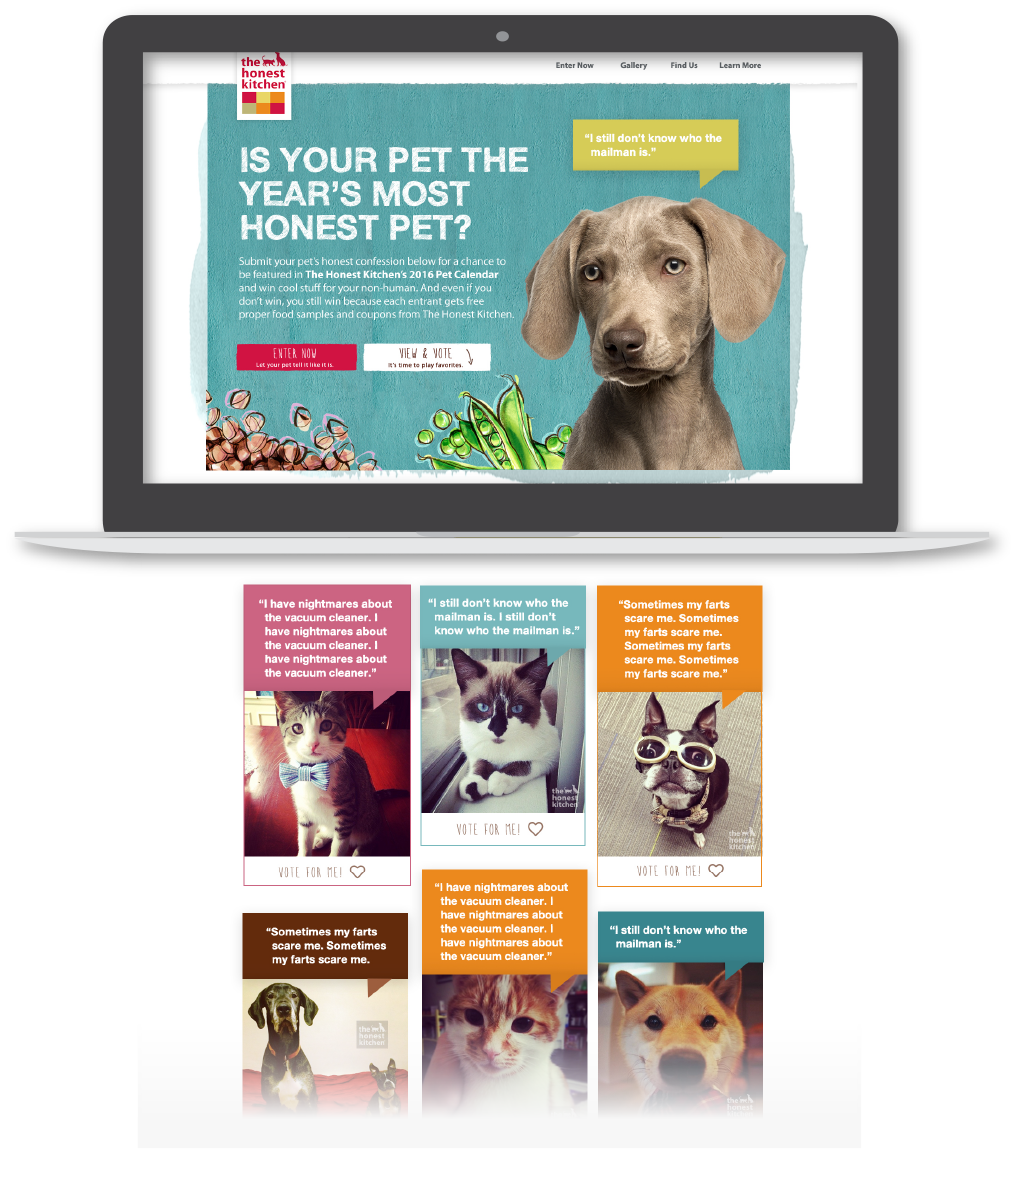 the
honest
kitchen
Enter Now Gallery Find Us Learn More
“I still don’t know who the
mailman is.”
IS YOUR PET THE
YEAR’S MOST
HONEST PET?
Submit your pet’s honest confession below for a chance to
be featured in The Honest Kitchen’s 2016 Pet Calendar
and win cool stuff for your non-human. And even if you
don’t win, you still win because each entrant gets free
proper food samples and coupons from The Honest Kitchen.
ENTER NOW
Let your pet tell it like it is.
VIEW & VOTE
It’s time to play favorites.
“I have nightmares about
the vacuum cleaner. I
have nightmares about
the vacuum cleaner. I
have nightmares about
the vacuum cleaner.”
VOTE FOR ME!
“I still don’t know who the
mailman is. I still don’t
know who the mailman is.”
the
honest
kitchen
VOTE FOR ME!
“Sometimes my farts
scare me. Sometimes
my farts scare me.
Sometimes my farts
scare me. Sometimes
my farts scare me.”
the
honest
kitchen
VOTE FOR ME!
“Sometimes my farts
scare me. Sometimes
my farts scare me.
the
honest
kitchen
“I have nightmares about
the vacuum cleaner. I
have nightmares about
the vacuum cleaner. I
have nightmares about
the vacuum cleaner.”
“I still don’t know who the
mailman is.”
the
honest